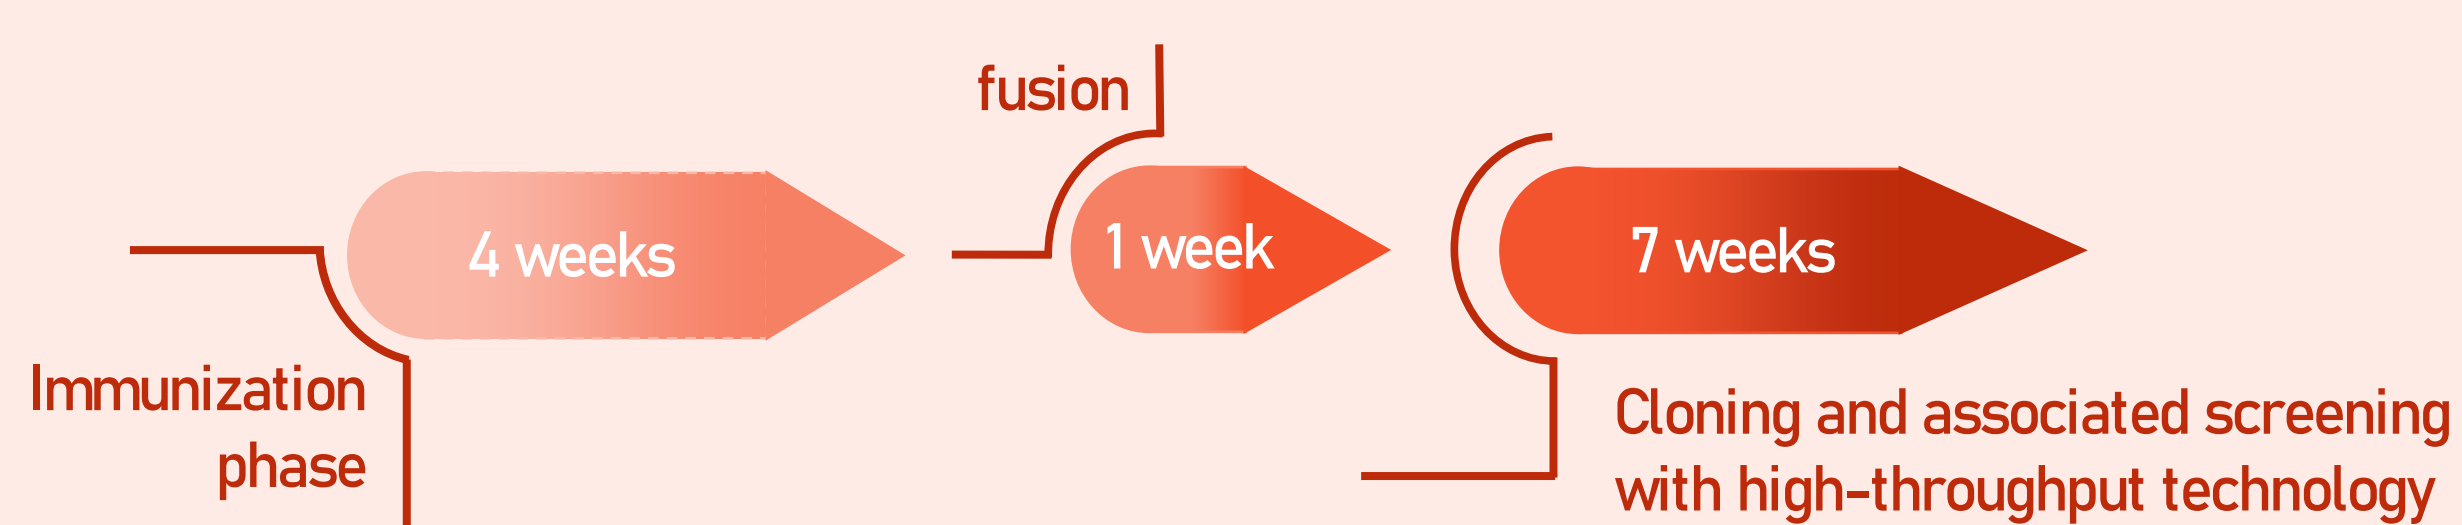 fusion
4 weeks
1 week
7 weeks
Immunization
phase
Cloning and associated screening
with high-throughput technology